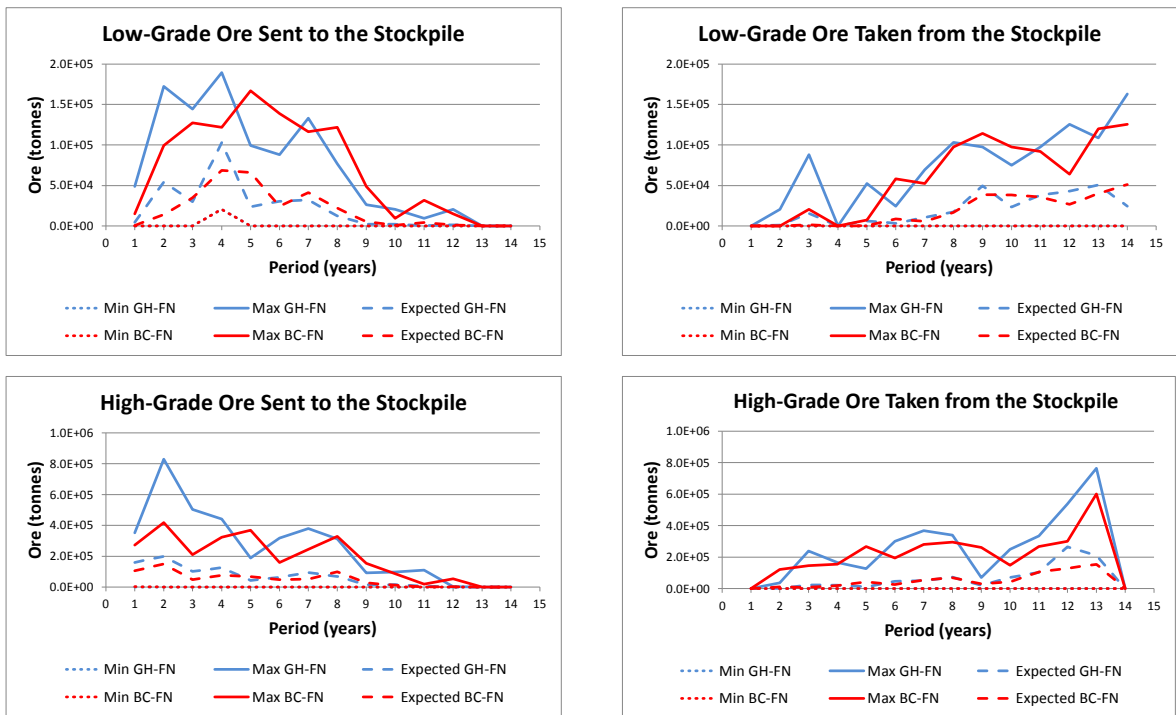 Low-Grade Ore Sent to the Stockpile
2.0E+05
1.5E+05
1.0E+05
5.0E+04
0.0E+00
Ore (tonnes)
0 1 2 3 4 5 6 7 8 9 10 11 12 13 14 15
Period (years)
Min GH-FN Max GH-FN Expected GH-FN
Min BC-FN Max BC-FN Expected BC-FN
Low-Grade Ore Taken from the Stockpile
2.0E+05
1.5E+05
1.0E+05
5.0E+04
0.0E+00
Ore (tonnes)
0 1 2 3 4 5 6 7 8 9 10 11 12 13 14 15
Period (years)
Min GH-FN Max GH-FN Expected GH-FN
Min BC-FN Max BC-FN Expected BC-FN
High-Grade Ore Sent to the Stockpile
1.0E+06
8.0E+05
6.0E+05
4.0E+05
2.0E+05
0.0E+00
Ore (tonnes)
0 1 2 3 4 5 6 7 8 9 10 11 12 13 14 15
Period (years)
Min GH-FN Max GH-FN Expected GH-FN
Min BC-FN Max BC-FN Expected BC-FN
High-Grade Ore Taken from the Stockpile
1.0E+06
8.0E+05
6.0E+05
4.0E+05
2.0E+05
0.0E+00
Ore (tonnes)
0 1 2 3 4 5 6 7 8 9 10 11 12 13 14 15
Period (years)
Min GH-FN Max GH-FN Expected GH-FN
Min BC-FN Max BC-FN Expected BC-FN